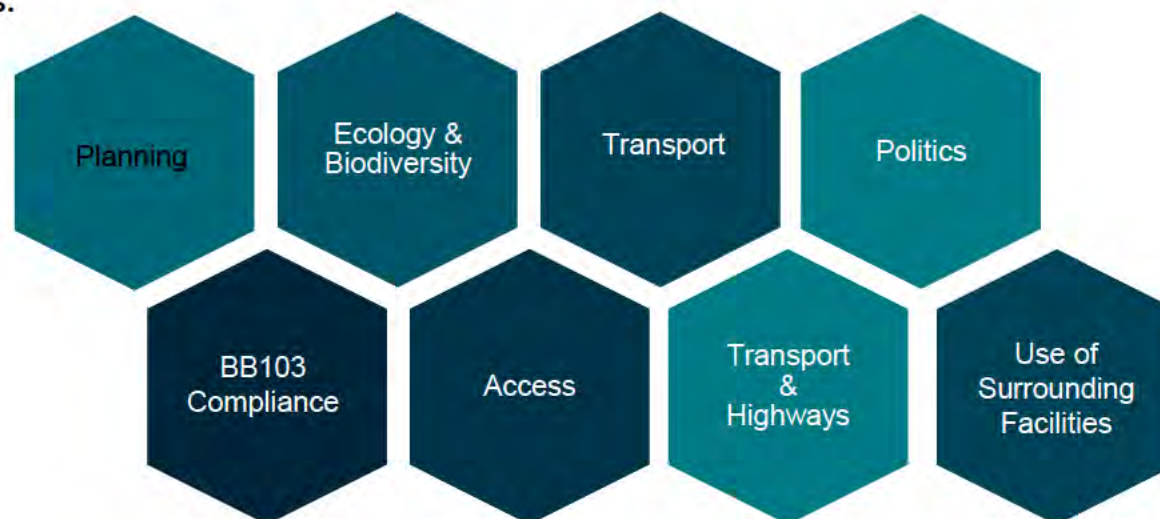 Planning
Ecology &
Biodiversity
Transport
Politics
BB103
Compliance
Access
Transport
&
Highways
Use of
Surrounding
Facilities